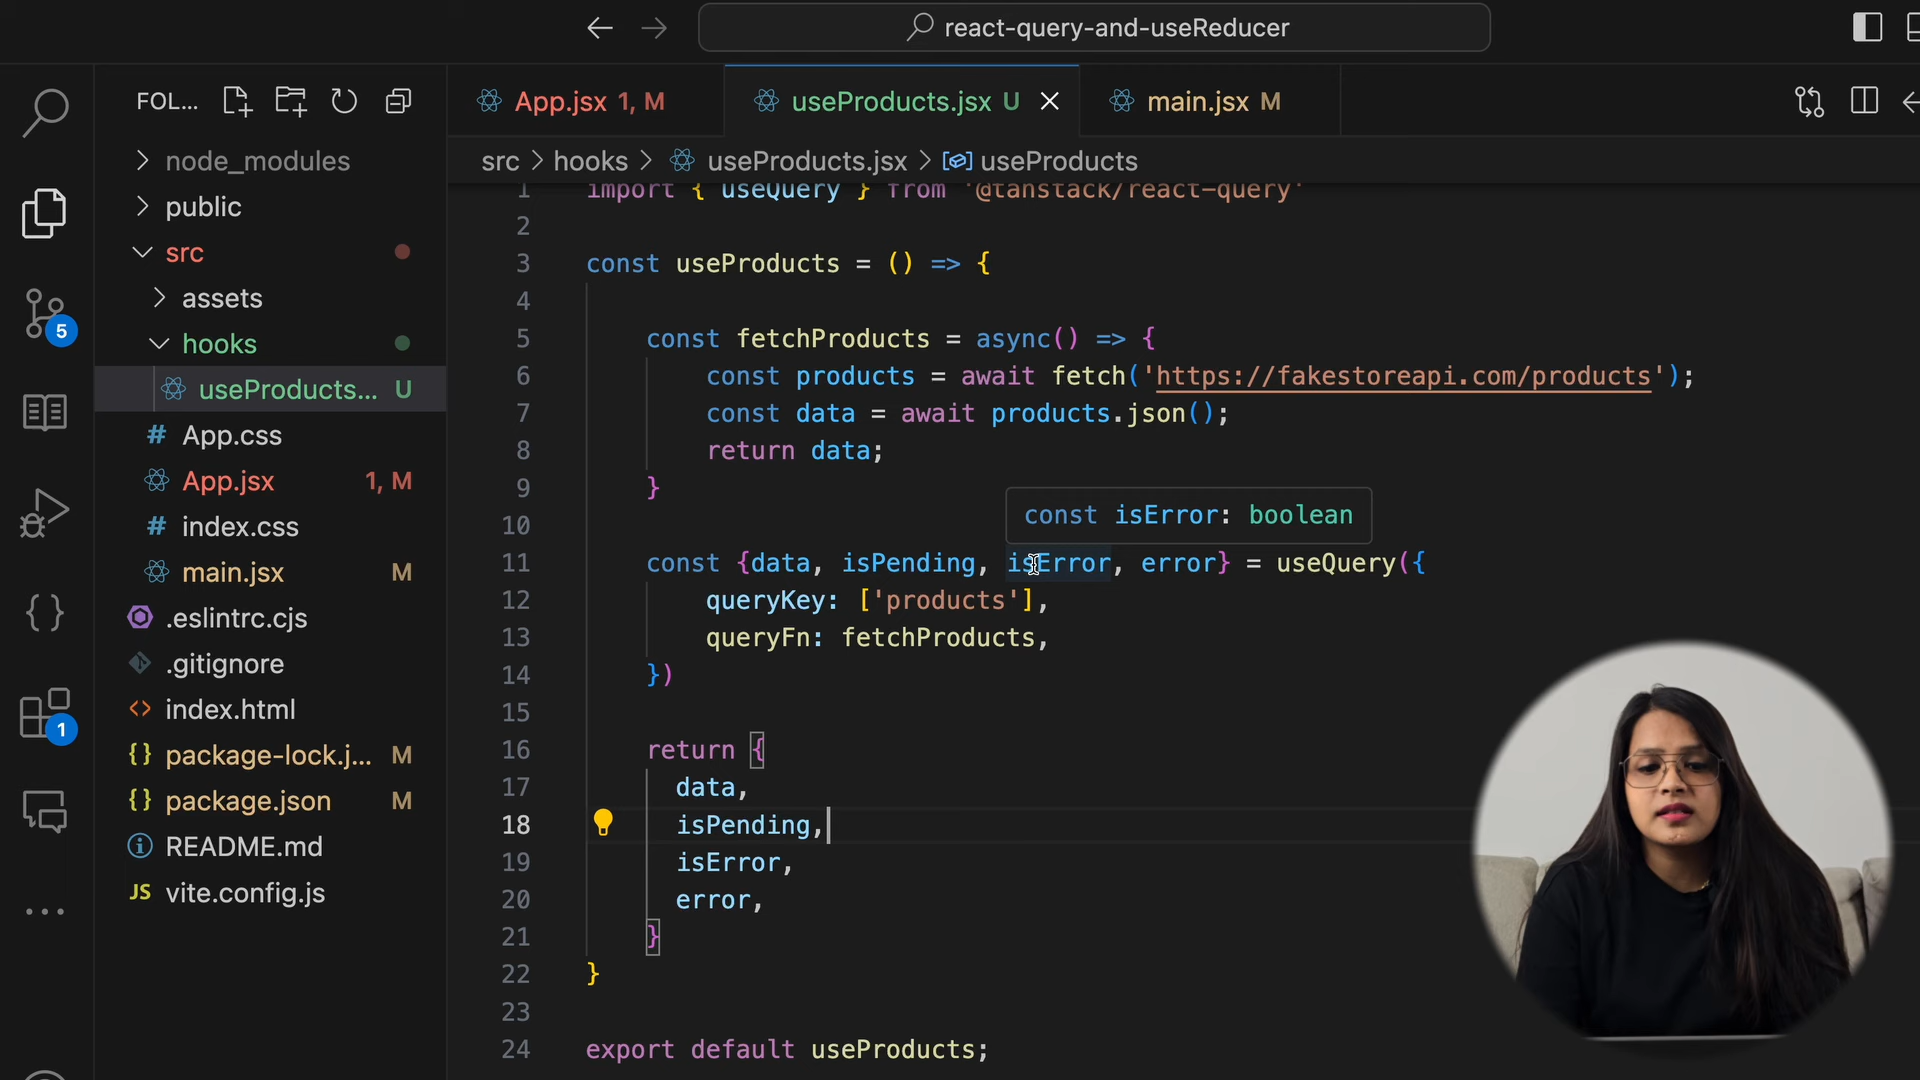 react-query-and-useReducer
FOL...
App.jsx 1, M
useProducts.jsx U
main.jsx M
src > hooks > useProducts.jsx > useProducts
node_modules
public
src
assets
hooks
useProducts... U
App.css
App.jsx 1, M
index.css
main.jsx M
.eslintrc.cjs
.gitignore
index.html
package-lock.j... M
package.json M
README.md
JS vite.config.js
5
1
1 import { useQuery } from '@tanstack/react-query'
2
3 const useProducts = () => {
4
5 const fetchProducts = async() => {
6 const products = await fetch('https://fakestoreapi.com/products');
7 const data = await products.json();
8 return data;
9 }
10
const isError: boolean
11 const {data, isPending, isError, error} = useQuery({
12 queryKey: ['products'],
13 queryFn: fetchProducts,
14 })
15
16 return {
17 data,
18 isPending,
19 isError,
20 error,
21 }
22 }
23
24 export default useProducts;